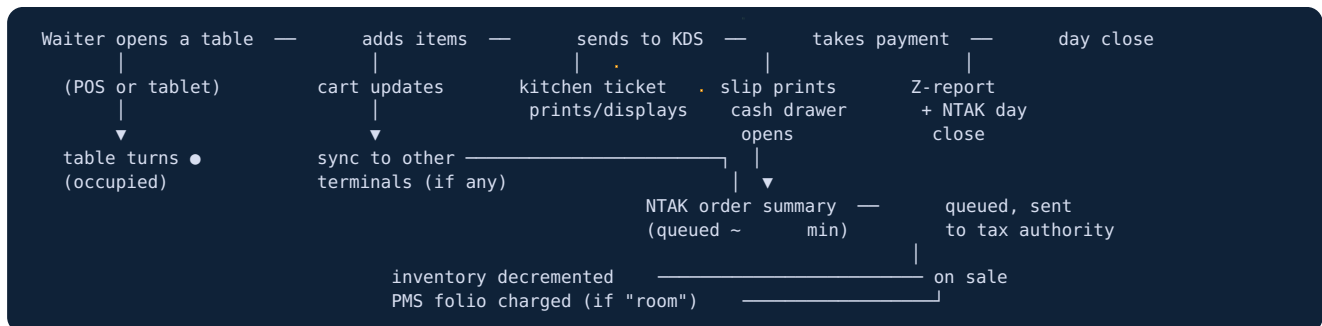 Waiter opens a table ── adds items ── sends to KDS ── takes payment ── day close
(POS or tablet) cart updates kitchen ticket slip prints Z-report
prints/displays cash drawer + NTAK day
▼ ▼ opens close
table turns ● sync to other
(occupied) terminals (if any) ▼
NTAK order summary ── queued, sent
(queued ~ min) to tax authority
inventory decremented ── on sale
PMS folio charged (if "room")